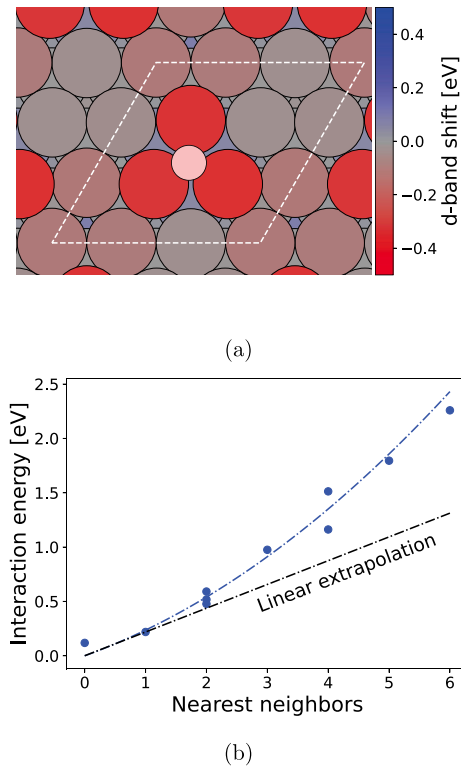 0.4
0.2
0.0
−0.2
−0.4
d-band shift [eV]
(a)
2.5
2.0
1.5
1.0
0.5
0.0
Interaction energy [eV]
Linear extrapolation
0 1 2 3 4 5 6
Nearest neighbors
(b)